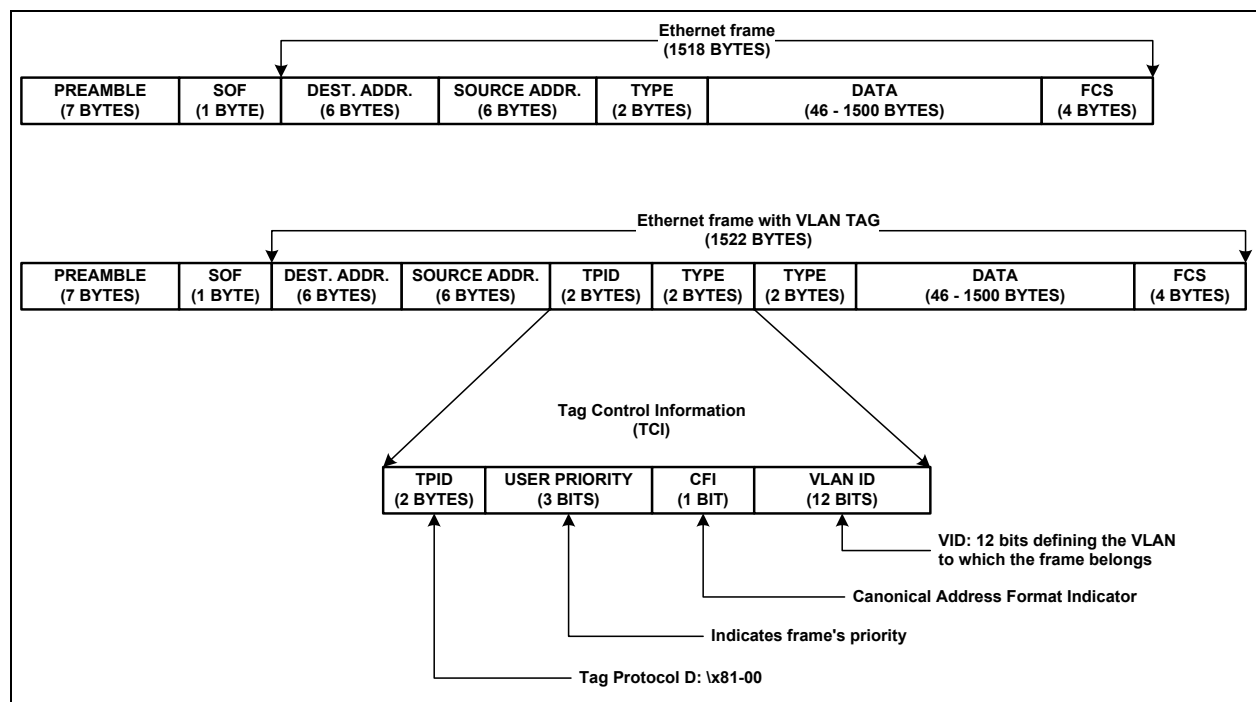 Ethernet frame
(1518 BYTES)
PREAMBLE
(7 BYTES)
SOF
(1 BYTE)
DEST. ADDR.
(6 BYTES)
SOURCE ADDR.
(6 BYTES)
TYPE
(2 BYTES)
DATA
(46 - 1500 BYTES)
FCS
(4 BYTES)
Ethernet frame with VLAN TAG
(1522 BYTES)
PREAMBLE
(7 BYTES)
SOF
(1 BYTE)
DEST. ADDR.
(6 BYTES)
SOURCE ADDR.
(6 BYTES)
TPID
(2 BYTES)
TYPE
(2 BYTES)
TYPE
(2 BYTES)
DATA
(46 - 1500 BYTES)
FCS
(4 BYTES)
Tag Control Information
(TCI)
TPID
(2 BYTES)
USER PRIORITY
(3 BITS)
CFI
(1 BIT)
VLAN ID
(12 BITS)
VID: 12 bits defining the VLAN
to which the frame belongs
Canonical Address Format Indicator
Indicates frame's priority
Tag Protocol D: \x81-00